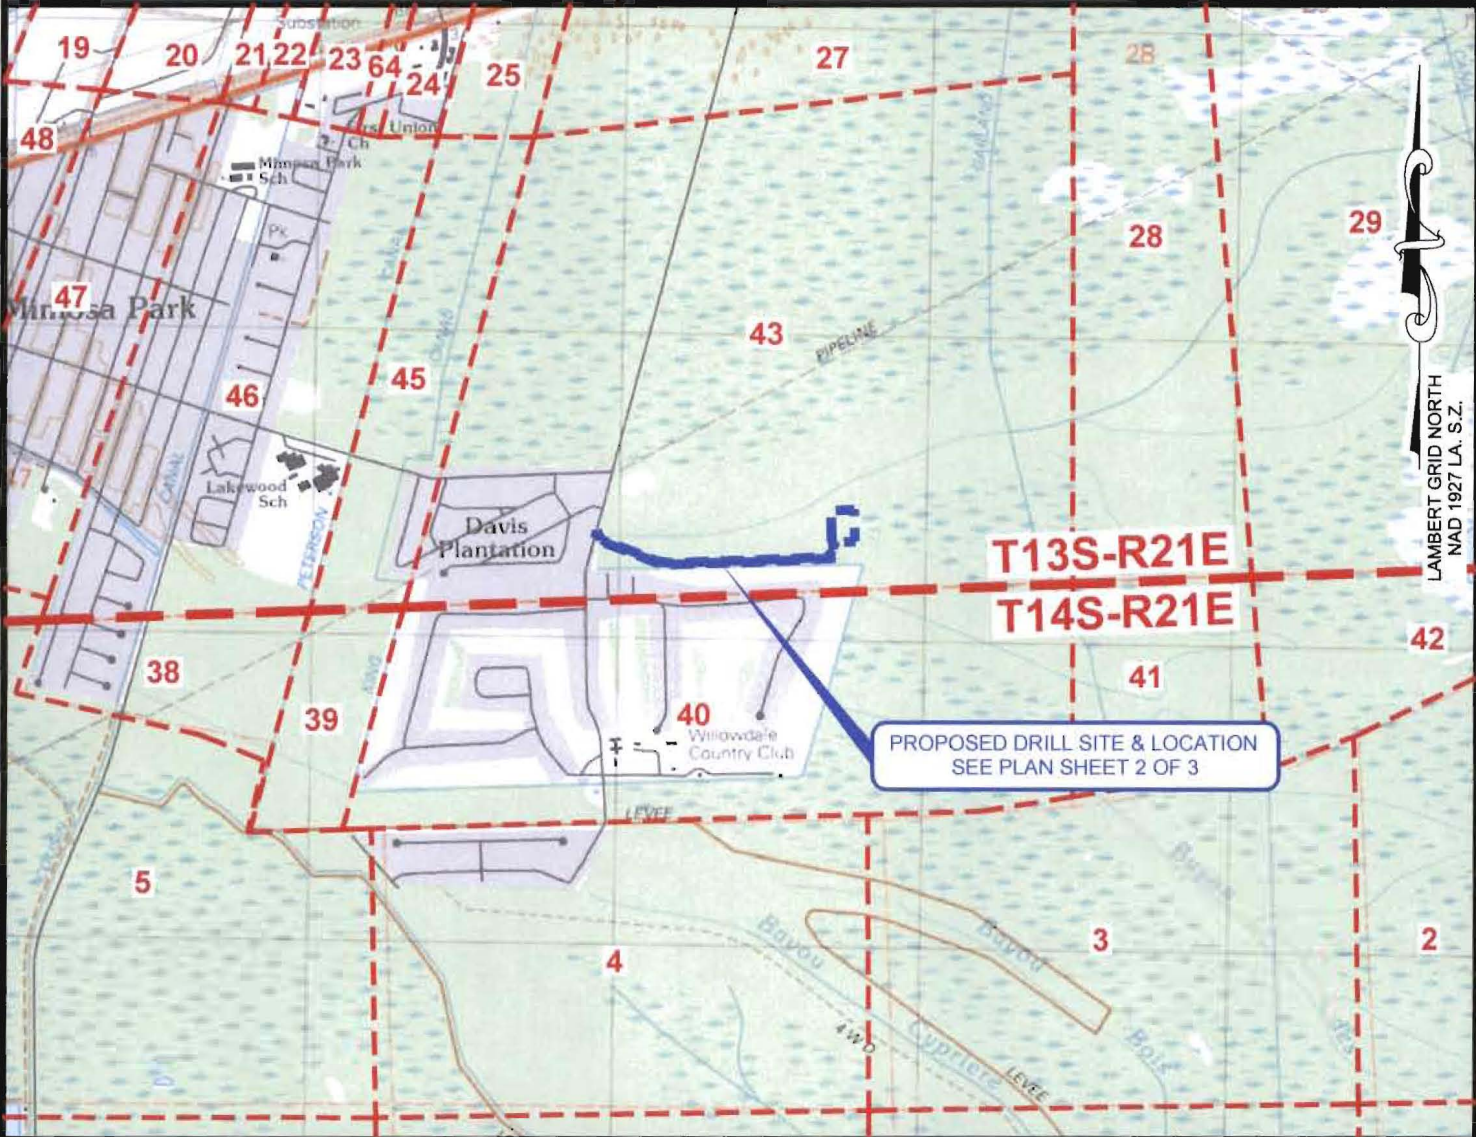 Substation
19
20
21
22
23
64
24
25
27
28
48
Union
Ch
Mimosa Park
Sch
Pk
28
29
47
Mimosa Park
CANAL
43
PIPELINE
45
46
LAMBERT GRID NORTH
NAD 1927 LA. S.Z.
CANAL
Lakewood
Sch
PETERSON
Davis
Plantation
T13S-R21E
T14S-R21E
42
38
41
39
40
Willowdale
Country Club
PROPOSED DRILL SITE & LOCATION
SEE PLAN SHEET 2 OF 3
LEVEE
5
Bayou
Bayou
3
2
4
4WD
Cypriere
Bois
LEVEE